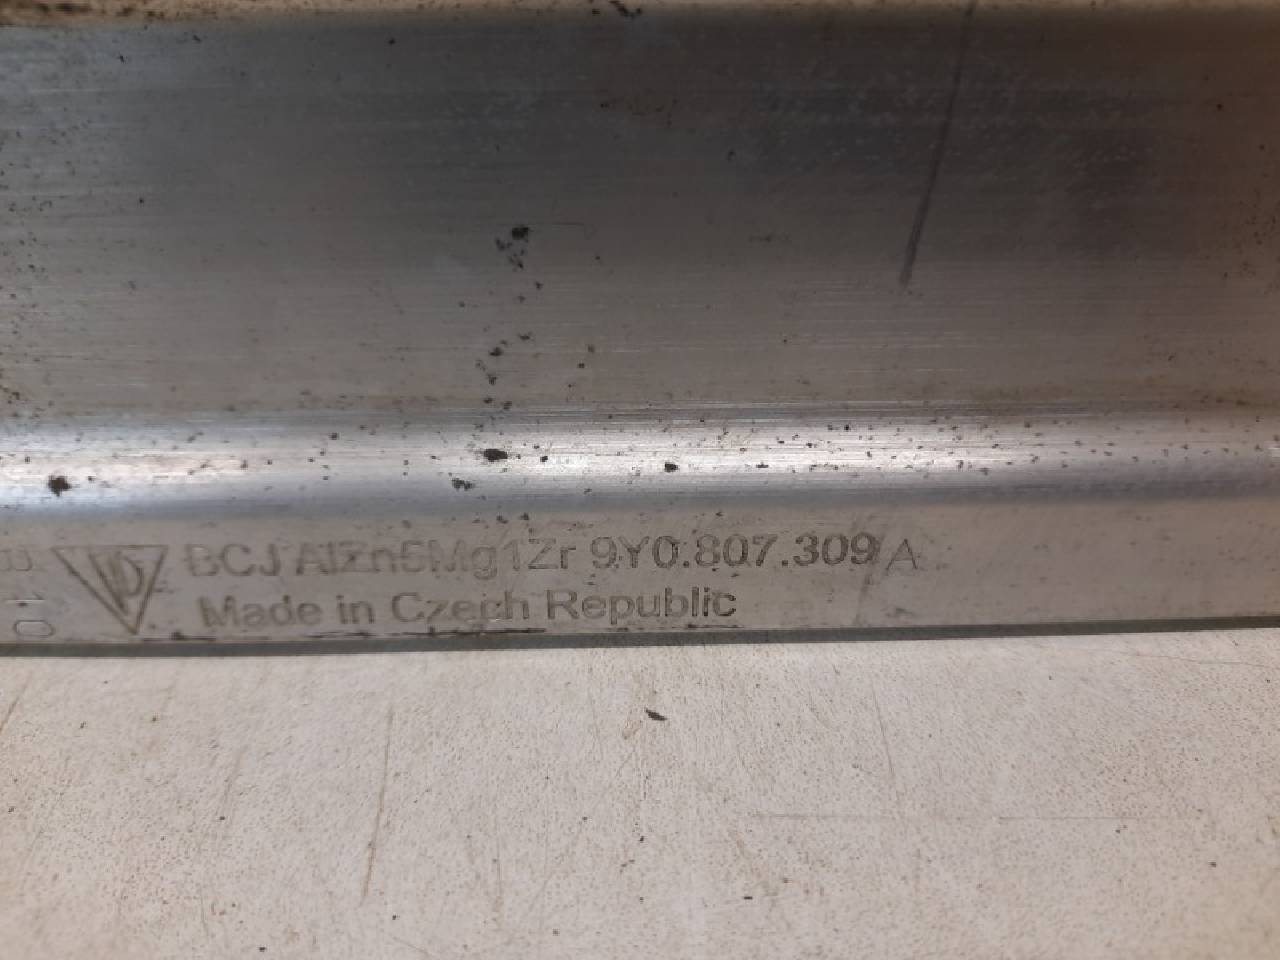 BCJ AlZn5Mg1Zr 9Y0.807.309 A
Made in Czech Republic